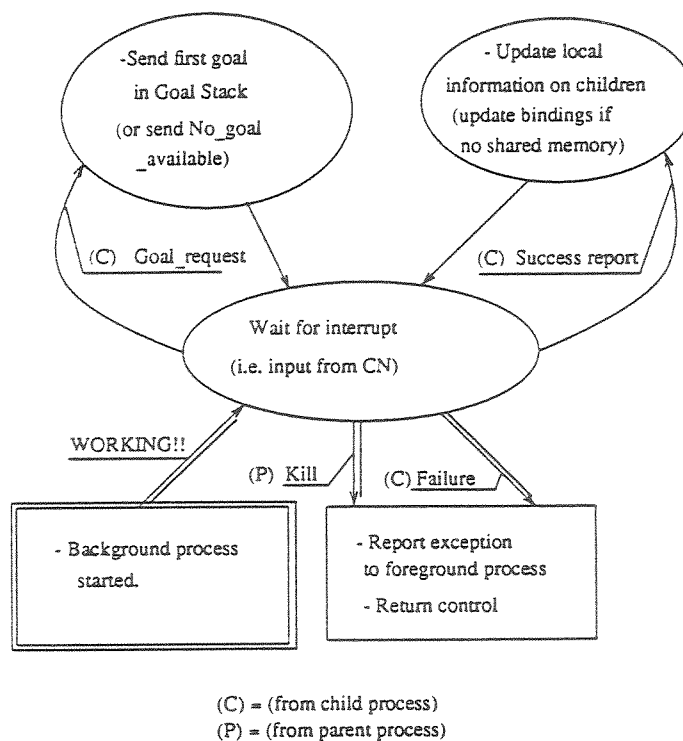 -Send first goal
in Goal Stack
(or send No_goal
_available)
- Update local
information on children
(update bindings if
no shared memory)
(C) Goal_request
(C) Success report
Wait for interrupt
(i.e. input from CN)
WORKING!!
(P) Kill
(C) Failure
- Background process
started.
- Report exception
to foreground process
- Return control
(C) = (from child process)
(P) = (from parent process)